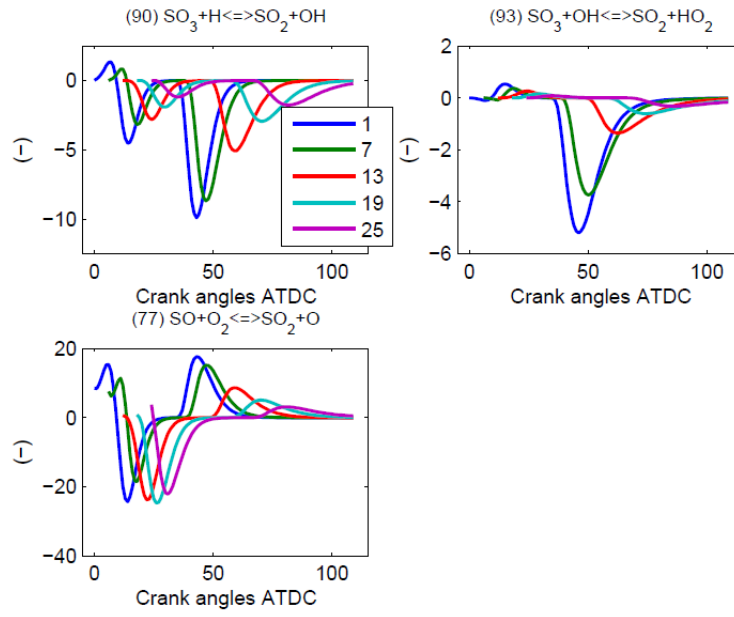 (90) SO3+H<=>SO2+OH
0
−5
−10
(−)
1
7
13
19
25
0 50 100
Crank angles ATDC
(93) SO3+OH<=>SO2+HO2
2
0
−2
−4
−6
(−)
0 50 100
Crank angles ATDC
(77) SO+O2<=>SO2+O
20
0
−20
−40
(−)
0 50 100
Crank angles ATDC